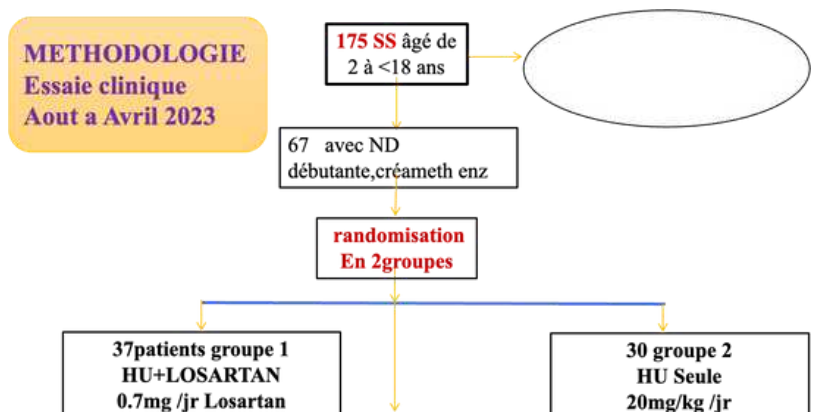 METHODOLOGIE
Essaie clinique
Aout a Avril 2023
175 SS âgé de
2 à <18 ans
67 avec ND
débutante,créameth enz
randomisation
En 2groupes
37patients groupe 1
HU+LOSARTAN
0.7mg /jr Losartan
30 groupe 2
HU Seule
20mg/kg /jr